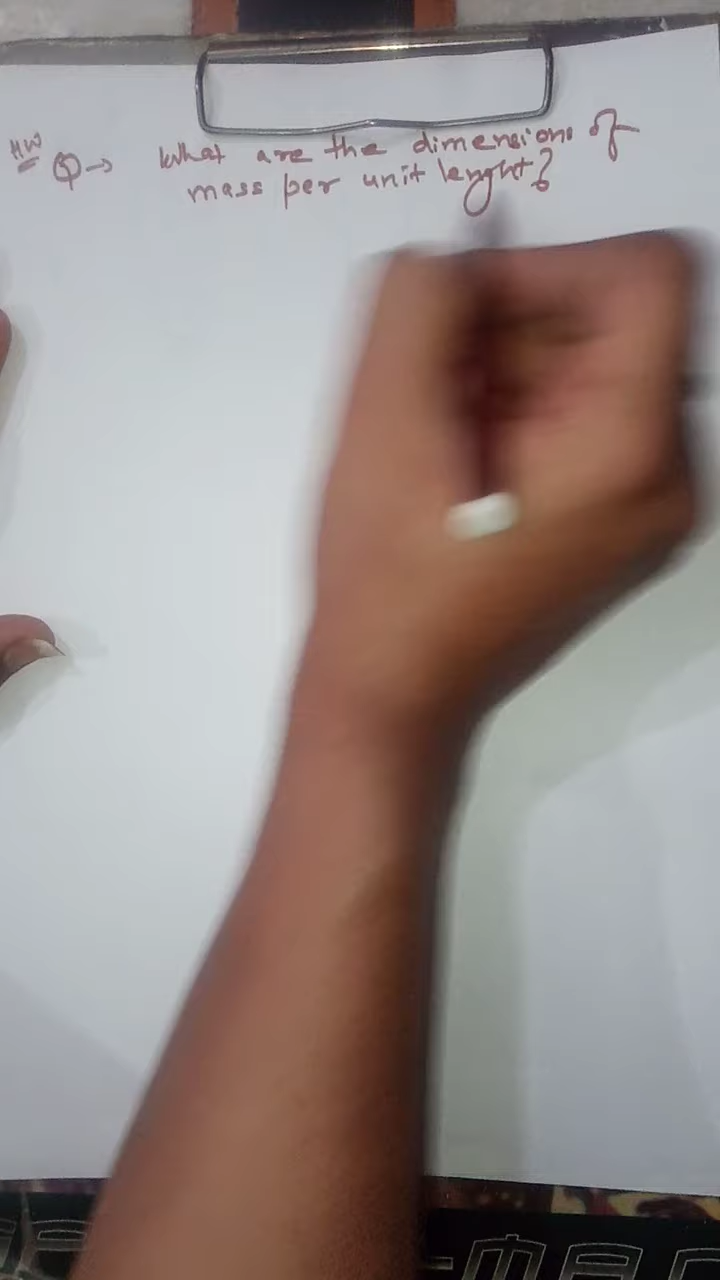 HW Q→ What are the dimensions of
mass per unit lenght?